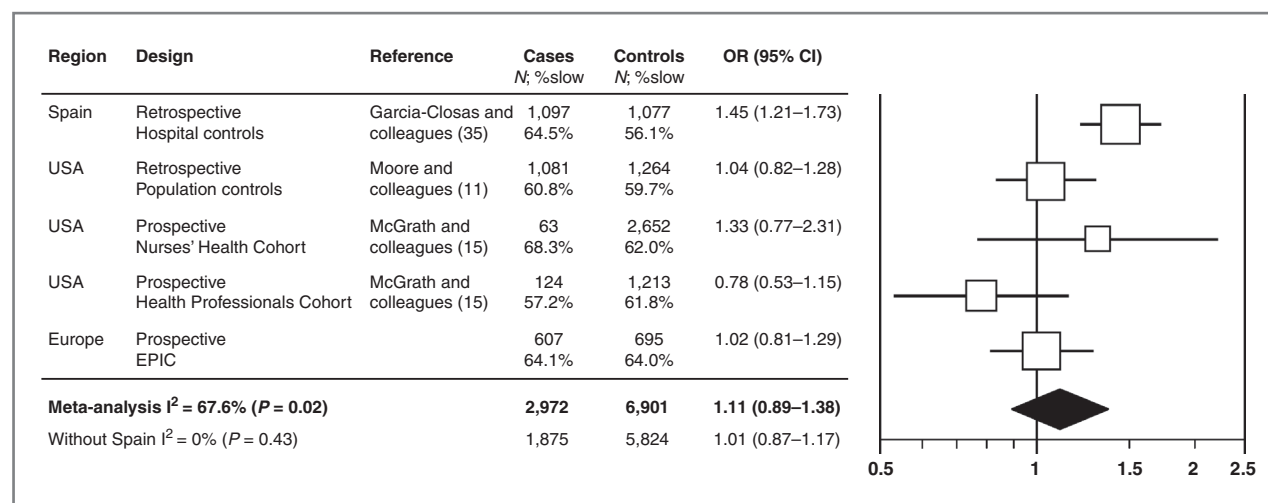 Region Design Reference Cases Controls OR (95% CI)
N; %slow N; %slow
Spain Retrospective Garcia-Closas and 1,097 1,077 1.45 (1.21–1.73)
Hospital controls colleagues (35) 64.5% 56.1%
USA Retrospective Moore and 1,081 1,264 1.04 (0.82–1.28)
Population controls colleagues (11) 60.8% 59.7%
USA Prospective McGrath and 63 2,652 1.33 (0.77–2.31)
Nurses' Health Cohort colleagues (15) 68.3% 62.0%
USA Prospective McGrath and 124 1,213 0.78 (0.53–1.15)
Health Professionals Cohort colleagues (15) 57.2% 61.8%
Europe Prospective 607 695 1.02 (0.81–1.29)
EPIC 64.1% 64.0%
Meta-analysis I² = 67.6% (P = 0.02) 2,972 6,901 1.11 (0.89–1.38)
Without Spain I² = 0% (P = 0.43) 1,875 5,824 1.01 (0.87–1.17)
0.5 1 1.5 2 2.5